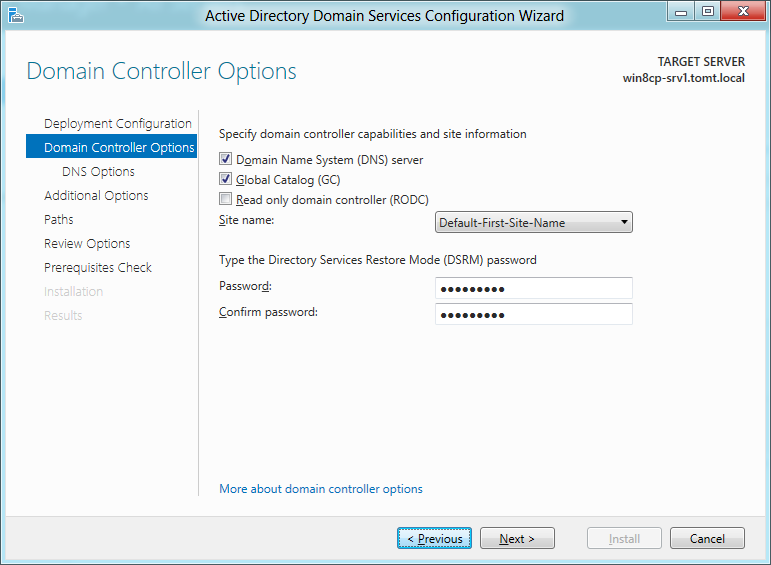 Active Directory Domain Services Configuration Wizard
Domain Controller Options
TARGET SERVER
win8cp-srv1.tomt.local
Deployment Configuration
Domain Controller Options
DNS Options
Additional Options
Paths
Review Options
Prerequisites Check
Installation
Results
Specify domain controller capabilities and site information
Domain Name System (DNS) server
Global Catalog (GC)
Read only domain controller (RODC)
Site name: Default-First-Site-Name
Type the Directory Services Restore Mode (DSRM) password
Password: ●●●●●●●●●
Confirm password: ●●●●●●●●●
More about domain controller options
< Previous Next > Install Cancel